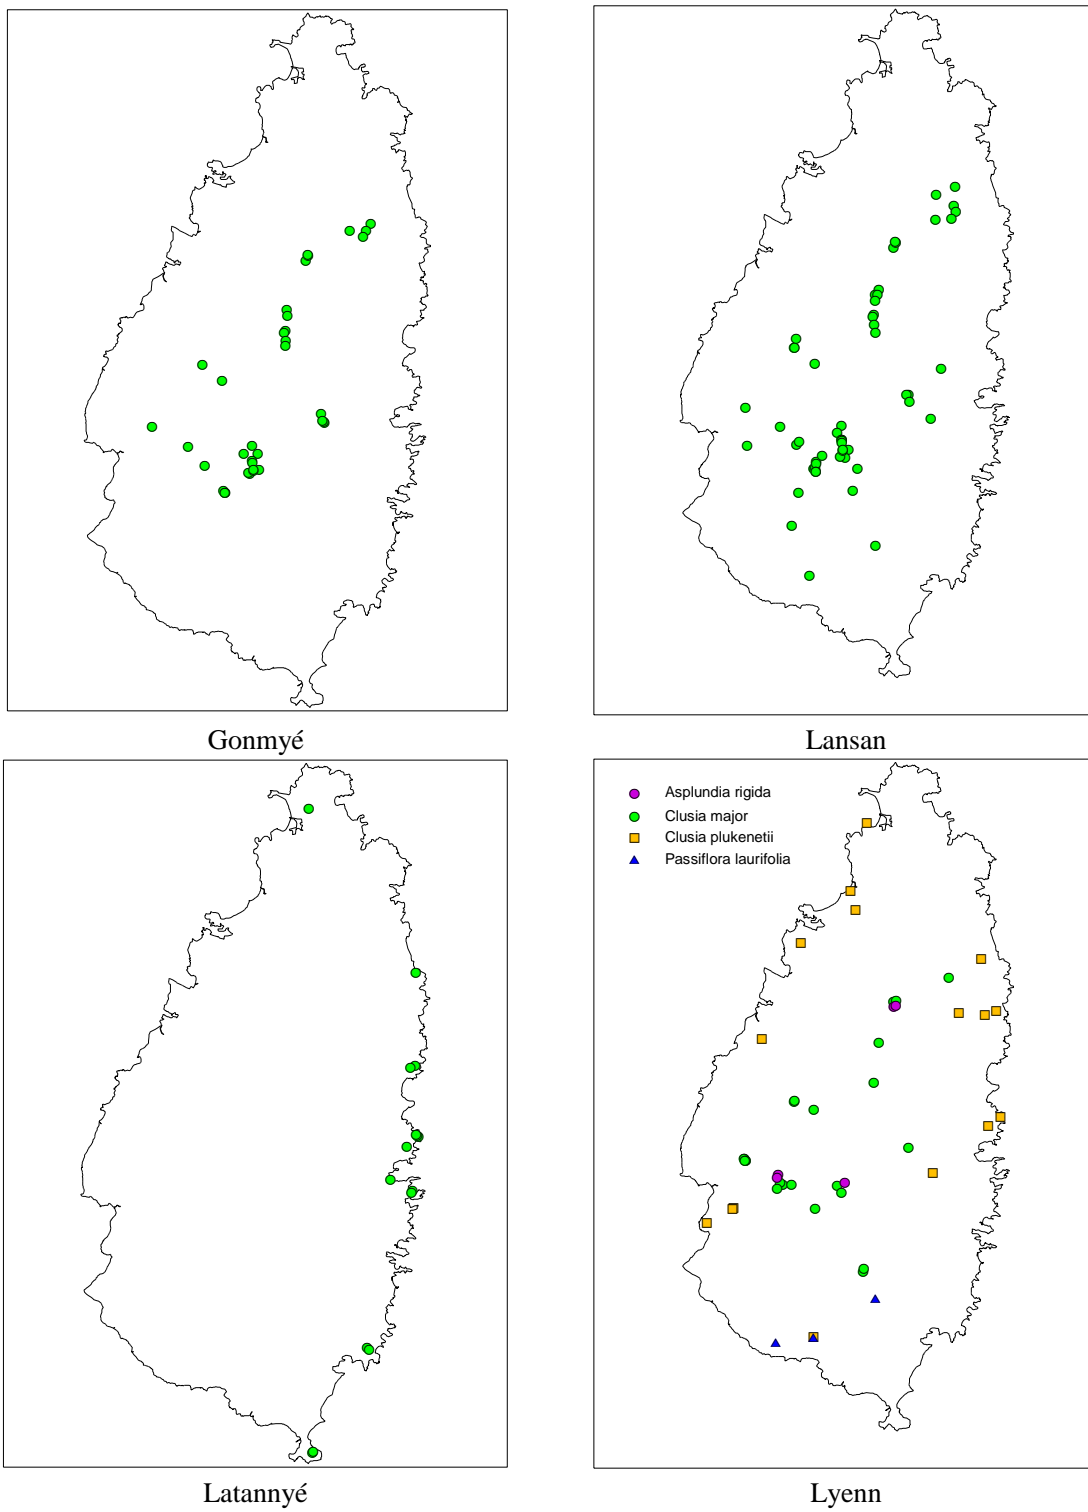 Gonmyé
Lansan
Asplundia rigida
Clusia major
Clusia plukenetii
Passiflora laurifolia
Latannyé
Lyenn